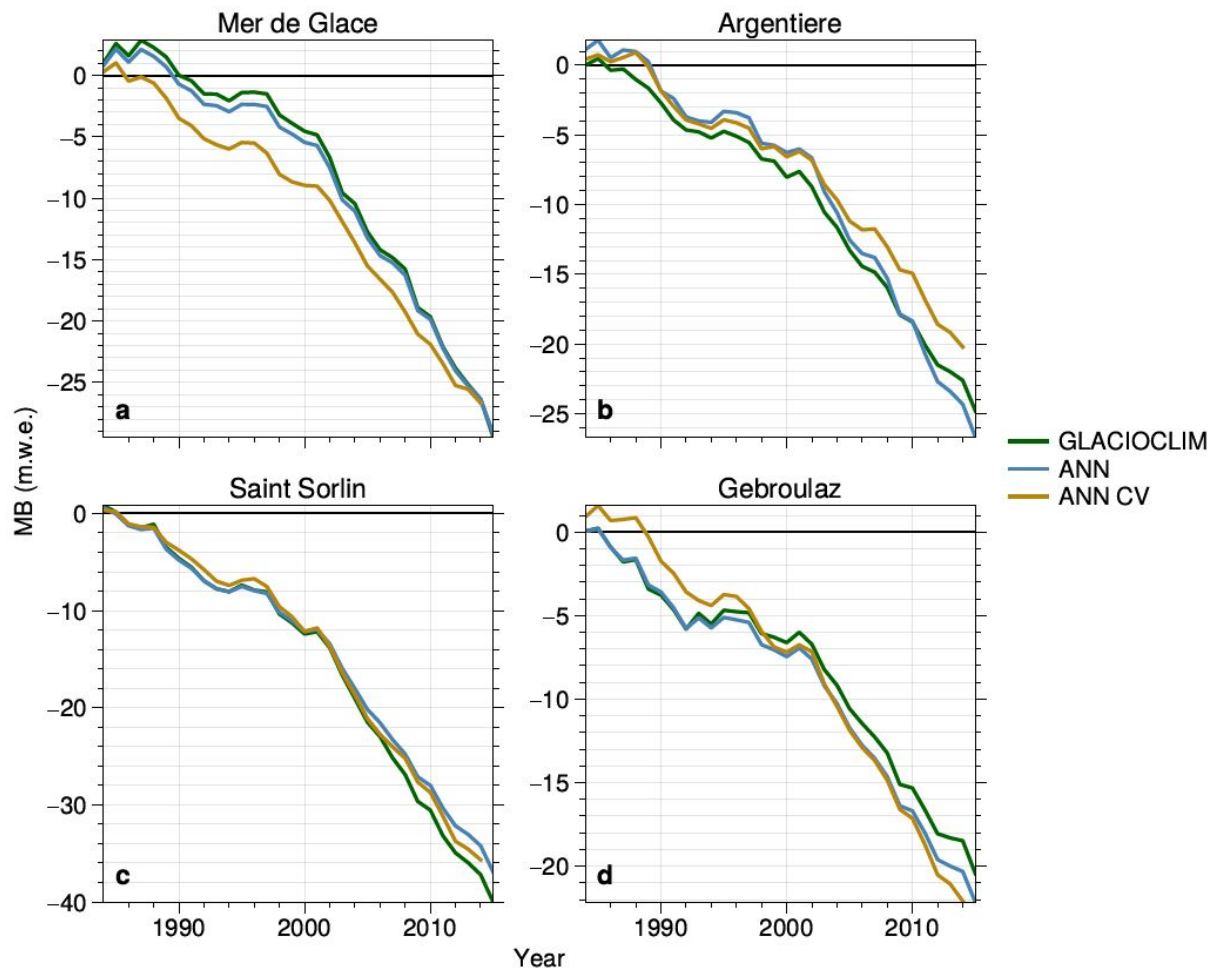 Mer de Glace
Argentiere
0
−5
−10
−15
−20
−25
a
0
−5
−10
−15
−20
−25
b
MB (m.w.e.)
GLACIOCLIM
ANN
ANN CV
Saint Sorlin
Gebroulaz
0
−10
−20
−30
−40
c
1990
2000
2010
0
−5
−10
−15
−20
d
1990
2000
2010
Year